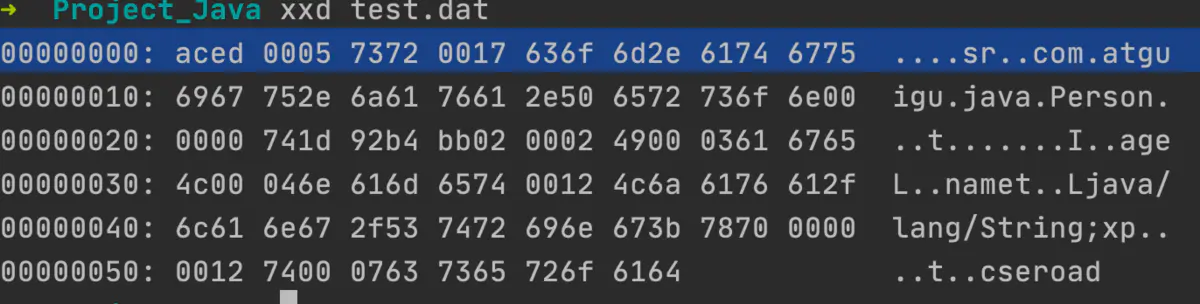 ➜ Project_Java xxd test.dat
00000000: aced 0005 7372 0017 636f 6d2e 6174 6775 ....sr..com.atgu
00000010: 6967 752e 6a61 7661 2e50 6572 736f 6e00 igu.java.Person.
00000020: 0000 741d 92b4 bb02 0002 4900 0361 6765 ..t.......I..age
00000030: 4c00 046e 616d 6574 0012 4c6a 6176 612f L..namet..Ljava/
00000040: 6c61 6e67 2f53 7472 696e 673b 7870 0000 lang/String;xp..
00000050: 0012 7400 0763 7365 726f 6164 ..t..cseroad